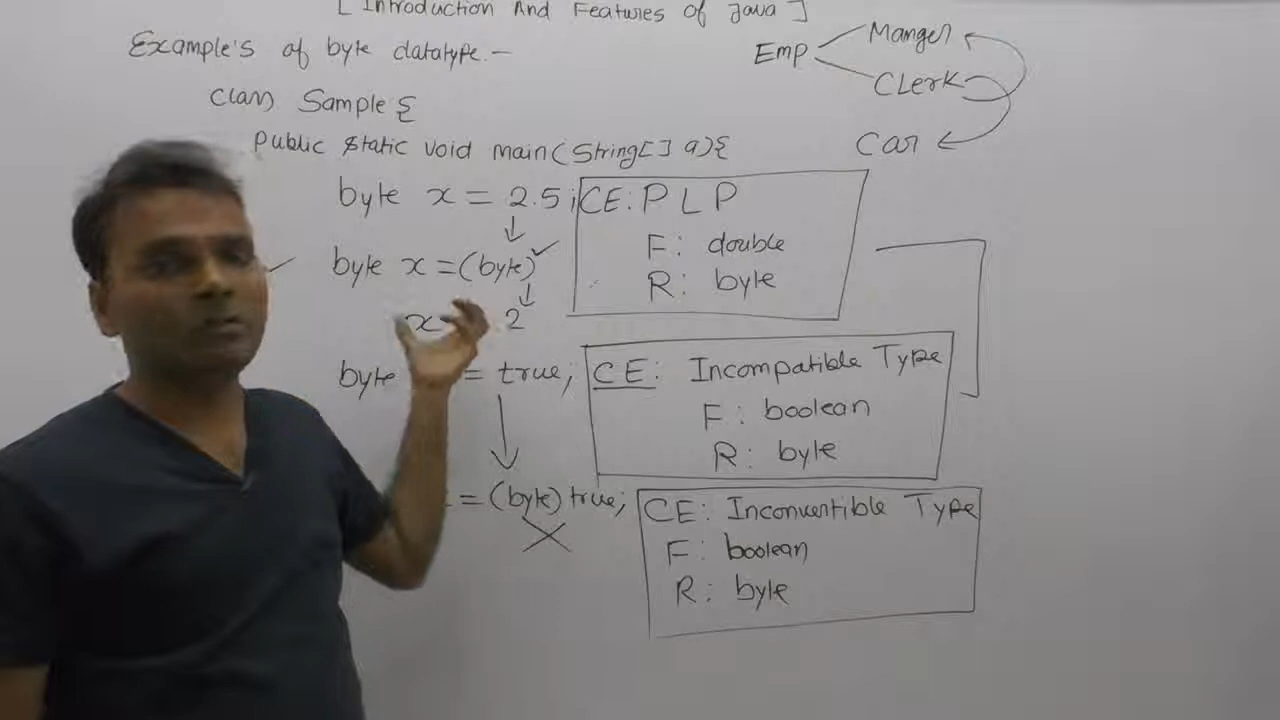 [ Introduction And Features of Java ]
Example's of byte datatype. -
Emp
Manger
CLerk
Car
Class Sample {
public static void main(String[] a){
byte x = 2.5;
CE: P L P
F: double
R: byte
byte x = (byte)
x 2
byte = true;
CE: Incompatible Type
F: boolean
R: byte
= (byte) true;
CE: Inconvertible Type
F: boolean
R: byte